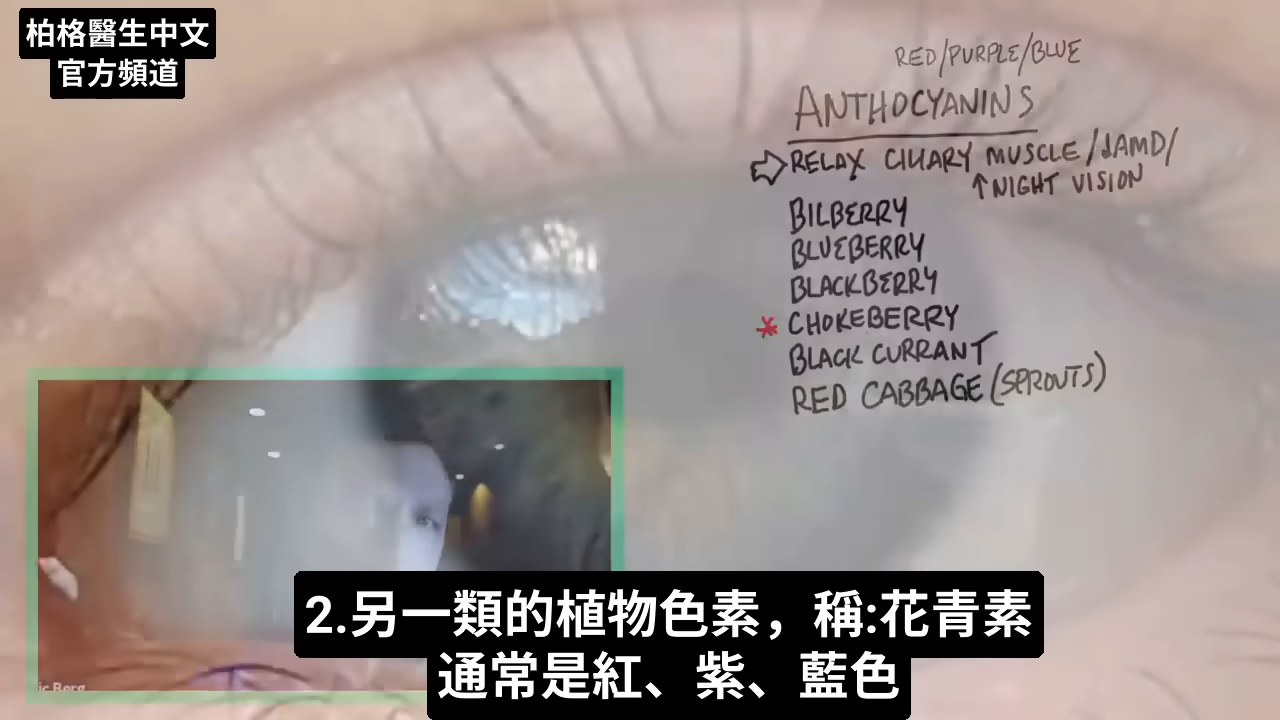 柏格醫生中文
官方頻道
RED/PURPLE/BLUE
ANTHOCYANINS
⇨RELAX CILIARY MUSCLE/↓AMD/
↑NIGHT VISION
BILBERRY
BLUEBERRY
BLACKBERRY
* CHOKEBERRY
BLACK CURRANT
RED CABBAGE (SPROUTS)
ic Berg
2.另一類的植物色素，稱:花青素
通常是紅、紫、藍色